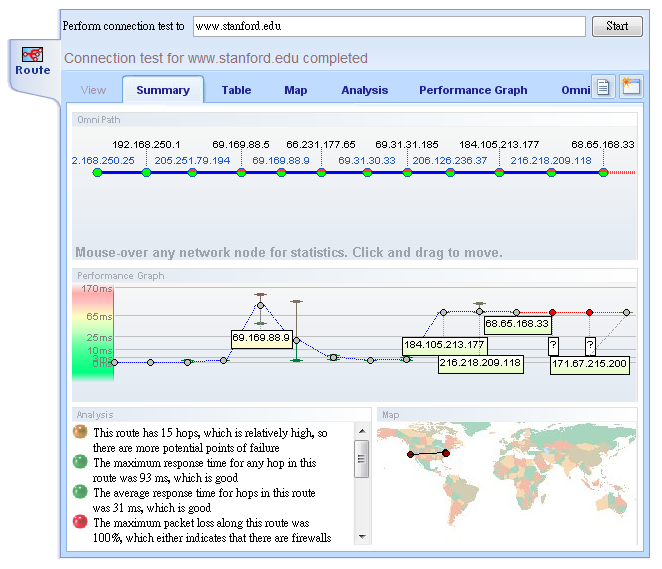 Perform connection test to www.stanford.edu Start
Route
Connection test for www.stanford.edu completed
View Summary Table Map Analysis Performance Graph Omni
Omni Path
192.168.250.1 69.169.88.5 66.231.177.65 69.31.31.185 184.105.213.177 68.65.168.33
2.168.250.25 205.251.79.194 69.169.88.9 69.31.30.33 206.126.236.37 216.218.209.118
Mouse-over any network node for statistics. Click and drag to move.
Performance Graph
170ms
65ms
25ms
10ms
0ms
69.169.88.9
68.65.168.33
184.105.213.177
? ?
216.218.209.118
171.67.215.200
Analysis
This route has 15 hops, which is relatively high, so
there are more potential points of failure
The maximum response time for any hop in this
route was 93 ms, which is good
The average response time for hops in this route
was 31 ms, which is good
The maximum packet loss along this route was
100%, which either indicates that there are firewalls
Map